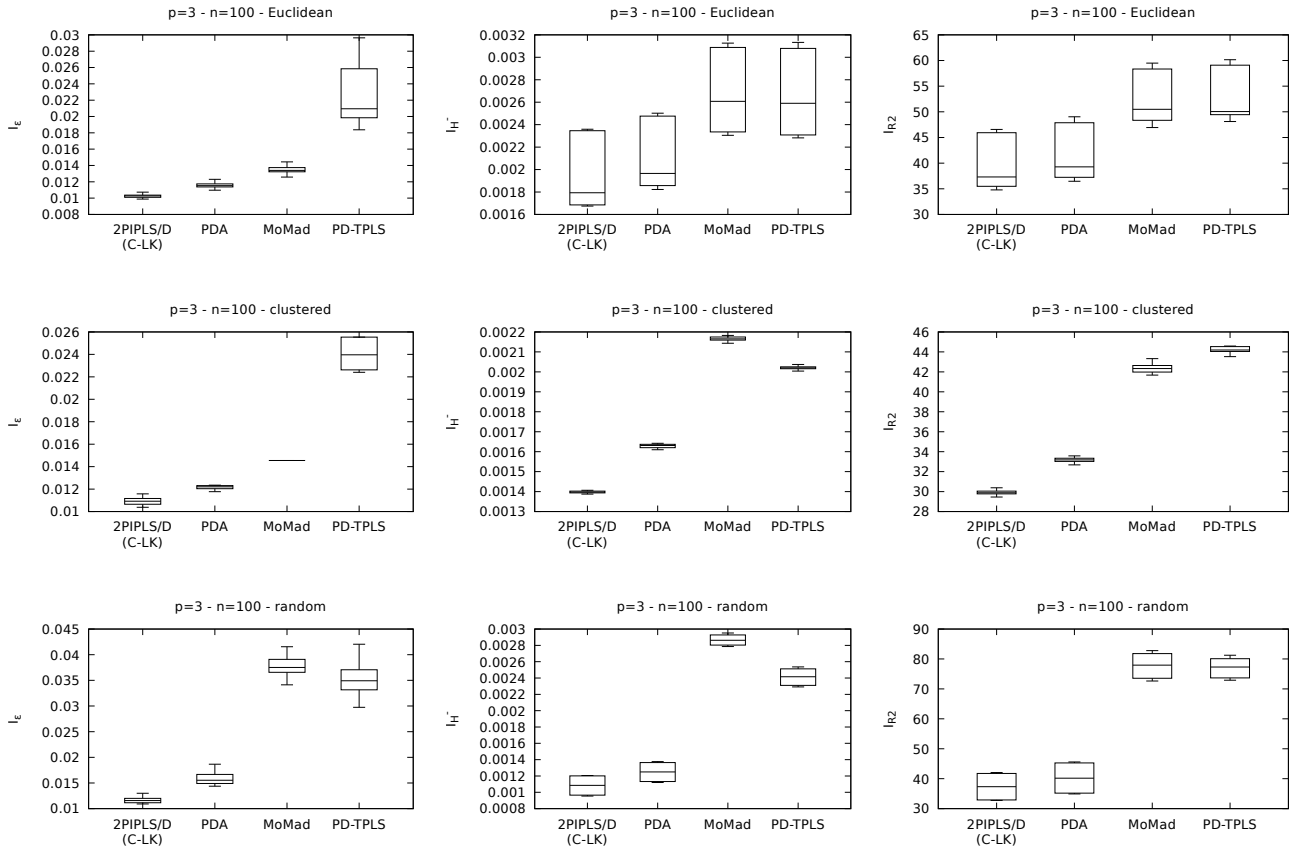 p=3 - n=100 - Euclidean
Iε
0.03
0.028
0.026
0.024
0.022
0.02
0.018
0.016
0.014
0.012
0.01
0.008
2PIPLS/D
(C-LK)
PDA
MoMad
PD-TPLS
p=3 - n=100 - Euclidean
IH-
0.0032
0.003
0.0028
0.0026
0.0024
0.0022
0.002
0.0018
0.0016
2PIPLS/D
(C-LK)
PDA
MoMad
PD-TPLS
p=3 - n=100 - Euclidean
IR2
65
60
55
50
45
40
35
30
2PIPLS/D
(C-LK)
PDA
MoMad
PD-TPLS
p=3 - n=100 - clustered
Iε
0.026
0.024
0.022
0.02
0.018
0.016
0.014
0.012
0.01
2PIPLS/D
(C-LK)
PDA
MoMad
PD-TPLS
p=3 - n=100 - clustered
IH-
0.0022
0.0021
0.002
0.0019
0.0018
0.0017
0.0016
0.0015
0.0014
0.0013
2PIPLS/D
(C-LK)
PDA
MoMad
PD-TPLS
p=3 - n=100 - clustered
IR2
46
44
42
40
38
36
34
32
30
28
2PIPLS/D
(C-LK)
PDA
MoMad
PD-TPLS
p=3 - n=100 - random
Iε
0.045
0.04
0.035
0.03
0.025
0.02
0.015
0.01
2PIPLS/D
(C-LK)
PDA
MoMad
PD-TPLS
p=3 - n=100 - random
IH-
0.003
0.0028
0.0026
0.0024
0.0022
0.002
0.0018
0.0016
0.0014
0.0012
0.001
0.0008
2PIPLS/D
(C-LK)
PDA
MoMad
PD-TPLS
p=3 - n=100 - random
IR2
90
80
70
60
50
40
30
2PIPLS/D
(C-LK)
PDA
MoMad
PD-TPLS